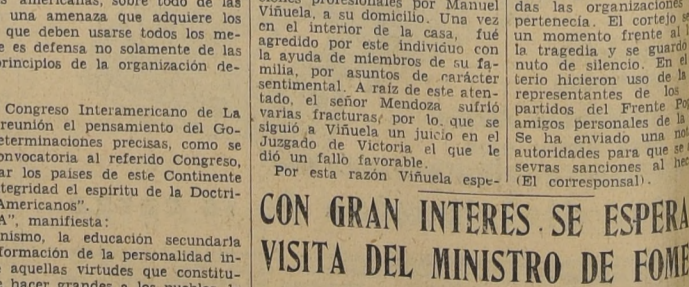 americanas, sobre todo de las
una amenaza que adquiere los
que deben usarse todos los me-
e es defensa no solamente de las
principios de la organización de-
Congreso Interamericano de La
reunión el pensamiento del Go-
eterminaciones precisas, como se
onvocatoria al referido Congreso,
ar los países de este Continente
tegridad el espíritu de la Doctri-
Americanos".
A", manifiesta:
nismo, la educación secundaria
formación de la personalidad in-
e aquellas virtudes que constitu-
hacer grandes a los pueblos
profesionales por Manuel
Viñuela, a su domicilio. Una vez
en el interior de la casa, fué
agredido por este individuo con
la ayuda de miembros de su fa-
milia, por asuntos de carácter
sentimental. A raíz de este aten-
tado, el señor Mendoza sufrió
varias fracturas, por lo que se
siguió a Viñuela un juicio en el
Juzgado de Victoria el que le
dió un fallo favorable.
Por esta razón Viñuela espe-
das las organizaciones
pertenecía. El cortejo s
un momento frente al l
la tragedia y se guardó
nuto de silencio. En el
terio hicieron uso de la
representantes de los
partidos del Frente Po
amigos personales de la
Se ha enviado una no
autoridades para que se
sevras sanciones al hec
(El corresponsal).
CON GRAN INTERES SE ESPERA
VISITA DEL MINISTRO DE FOME